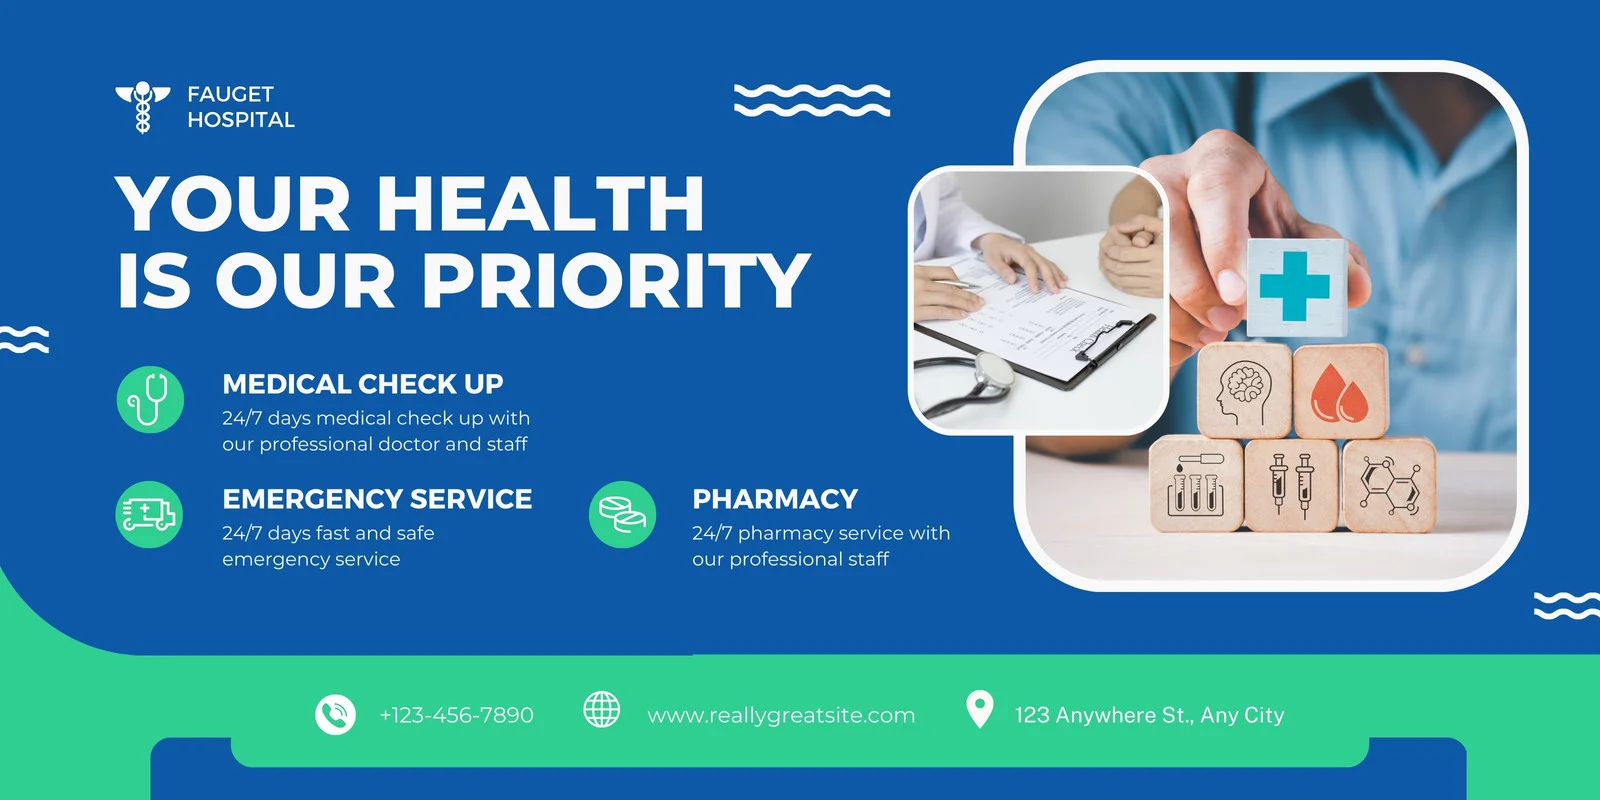 FAUGET
HOSPITAL
YOUR HEALTH
IS OUR PRIORITY
MEDICAL CHECK UP
24/7 days medical check up with
our professional doctor and staff
EMERGENCY SERVICE
24/7 days fast and safe
emergency service
PHARMACY
24/7 pharmacy service with
our professional staff
+123-456-7890
www.reallygreatsite.com
123 Anywhere St., Any City